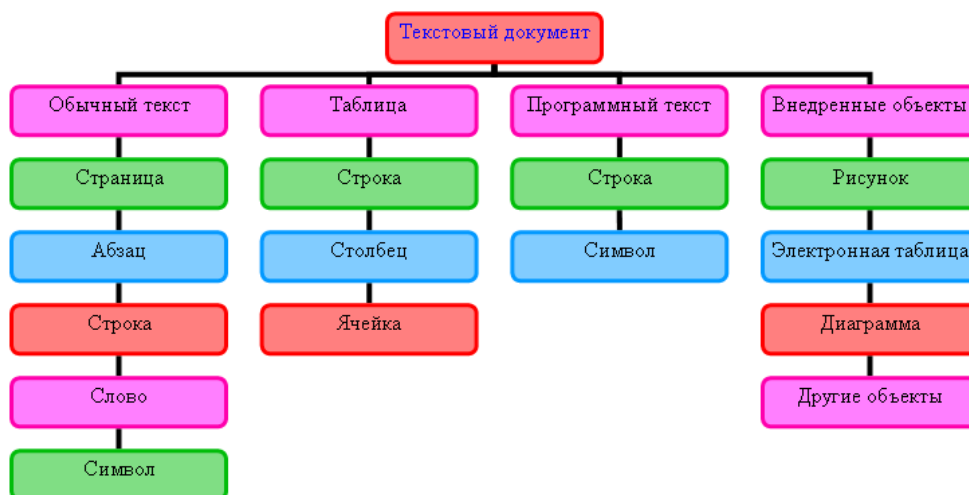 Текстовый документ
Обычный текст
Таблица
Программный текст
Внедренные объекты
Страница
Строка
Строка
Рисунок
Абзац
Столбец
Символ
Электронная таблица
Строка
Ячейка
Диаграмма
Слово
Другие объекты
Символ